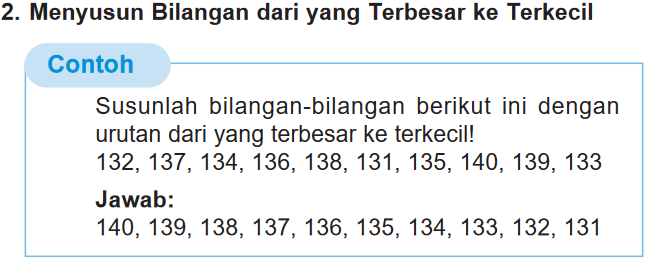 2. Menyusun Bilangan dari yang Terbesar ke Terkecil
Contoh
Susunlah bilangan-bilangan berikut ini dengan
urutan dari yang terbesar ke terkecil!
132, 137, 134, 136, 138, 131, 135, 140, 139, 133
Jawab:
140, 139, 138, 137, 136, 135, 134, 133, 132, 131